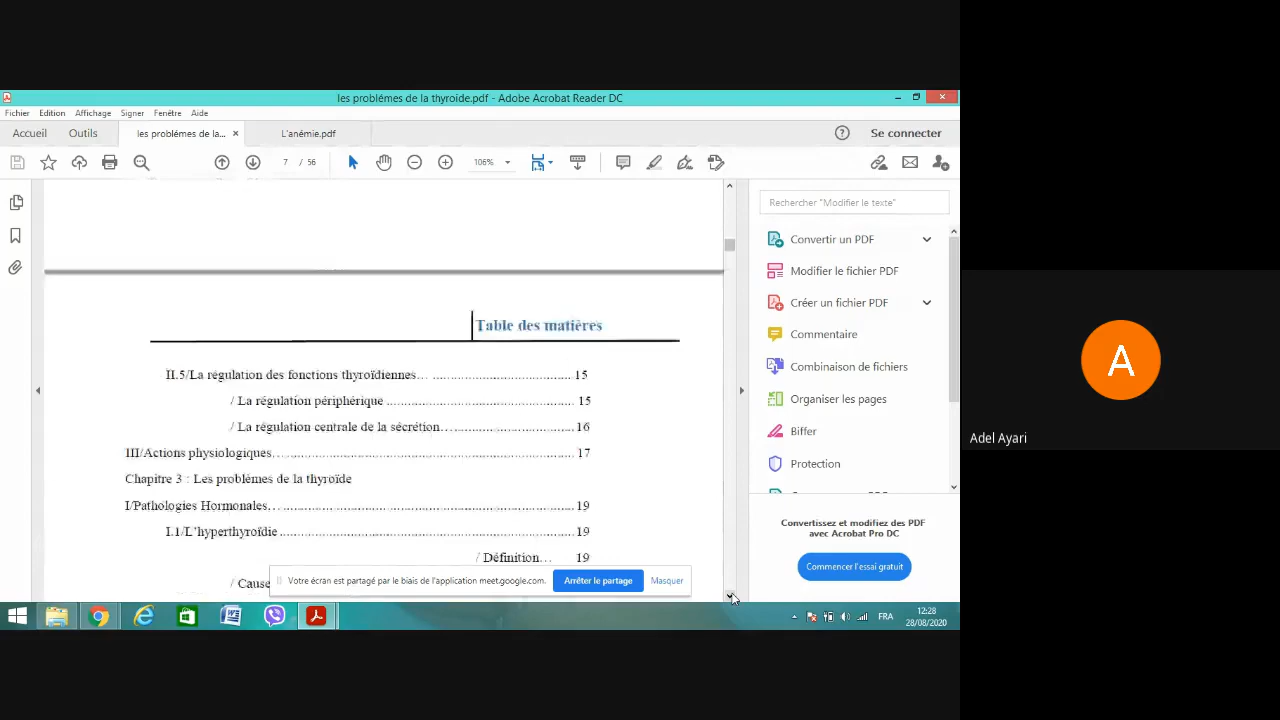 les problémes de la thyroide.pdf - Adobe Acrobat Reader DC
Fichier Edition Affichage Signer Fenêtre Aide
Accueil Outils les problémes de la... × L'anémie.pdf Se connecter
7 / 56 106%
Table des matières
II.5/La régulation des fonctions thyroïdiennes... 15
/ La régulation périphérique 15
/ La régulation centrale de la sécrétion... 16
III/Actions physiologiques... 17
Chapitre 3 : Les problèmes de la thyroïde
I/Pathologies Hormonales... 19
I.1/L'hyperthyroïdie 19
/ Définition... 19
/ Cause
Votre écran est partagé par le biais de l'application meet.google.com. Arrêter le partage Masquer
Rechercher "Modifier le texte"
Convertir un PDF
Modifier le fichier PDF
Créer un fichier PDF
Commentaire
Combinaison de fichiers
Organiser les pages
Biffer
Protection
Convertissez et modifiez des PDF
avec Acrobat Pro DC
Commencer l'essai gratuit
FRA
12:28
28/08/2020
A
Adel Ayari